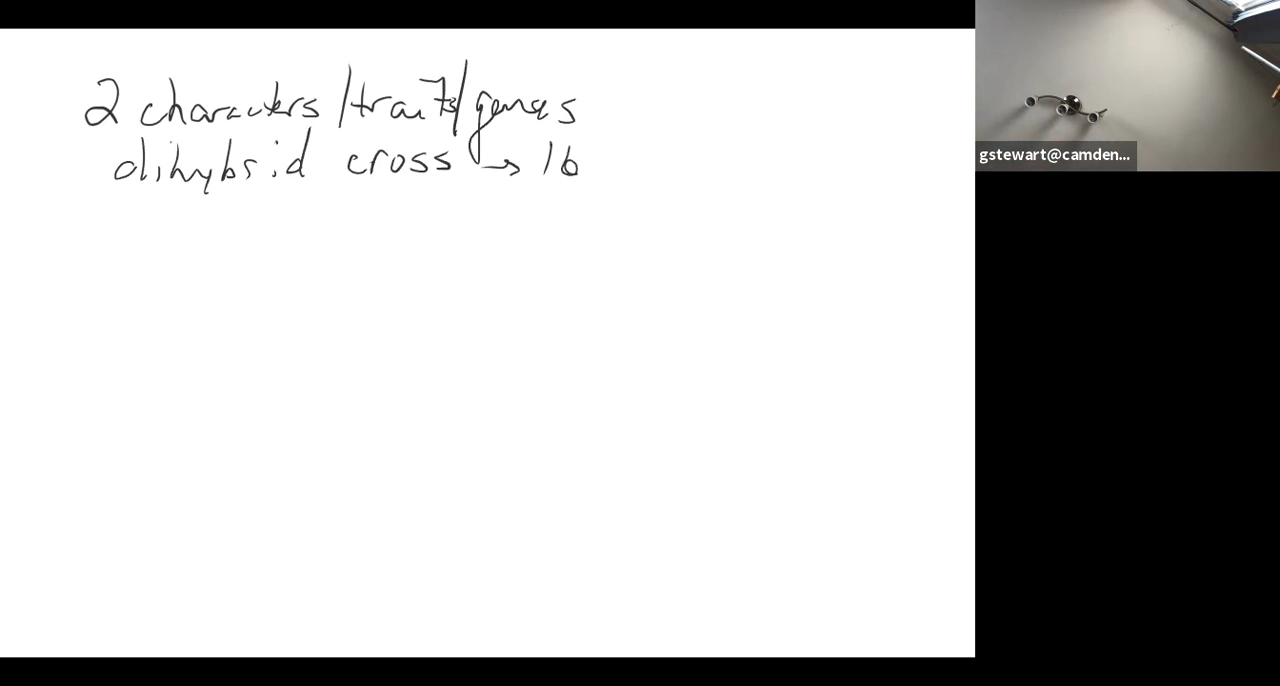 2 characters/traits/genes
dihybrid cross → 16
gstewart@camden...